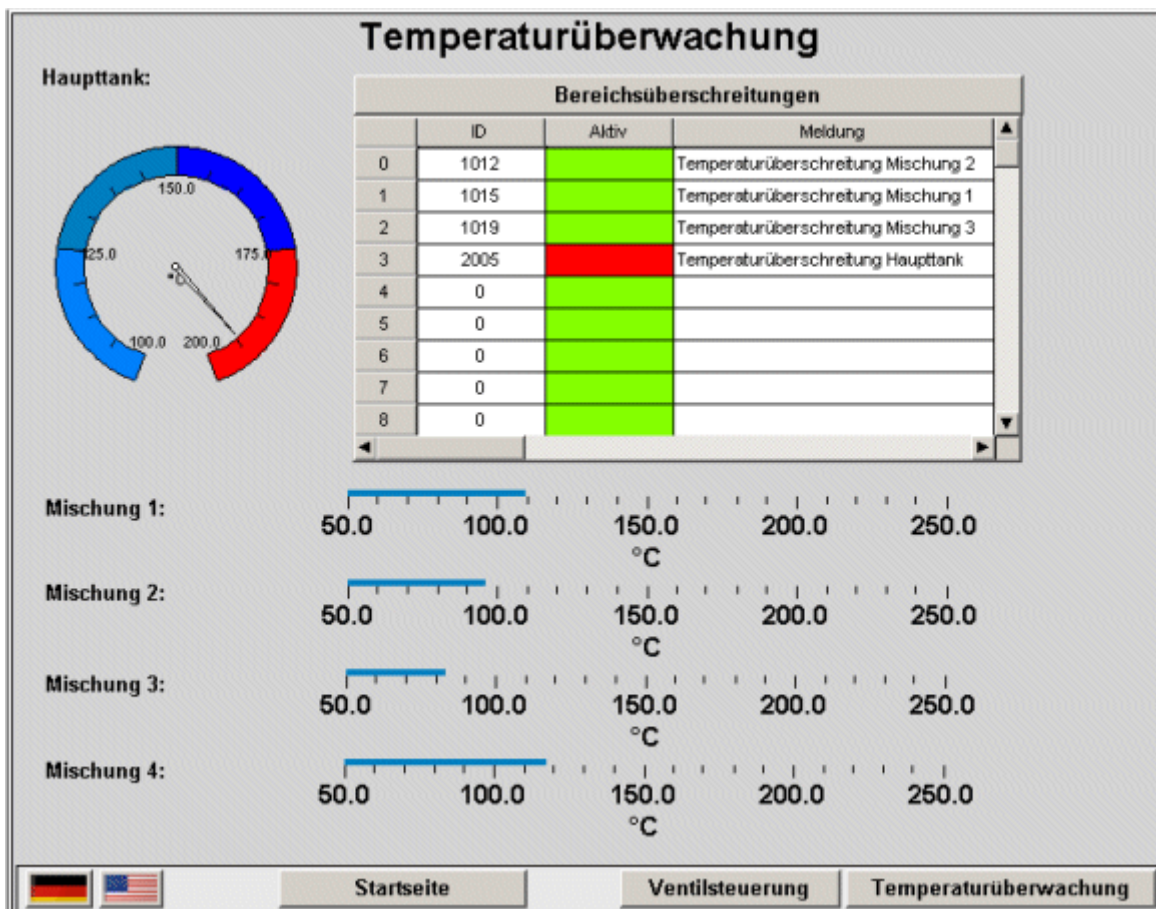 Temperaturüberwachung
Haupttank:
150.0
125.0 175.0
100.0 200.0
Bereichsüberschreitungen
ID Aktiv Meldung
0 1012 Temperaturüberschreitung Mischung 2
1 1015 Temperaturüberschreitung Mischung 1
2 1019 Temperaturüberschreitung Mischung 3
3 2005 Temperaturüberschreitung Haupttank
4 0
5 0
6 0
7 0
8 0
Mischung 1:
50.0 100.0 150.0 200.0 250.0
°C
Mischung 2:
50.0 100.0 150.0 200.0 250.0
°C
Mischung 3:
50.0 100.0 150.0 200.0 250.0
°C
Mischung 4:
50.0 100.0 150.0 200.0 250.0
°C
Startseite Ventilsteuerung Temperaturüberwachung